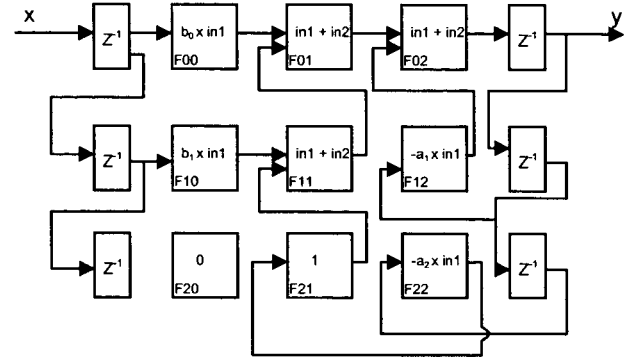 x y
Z⁻¹ b₀ x in1 in1 + in2 in1 + in2 Z⁻¹
F00 F01 F02
Z⁻¹ b₁ x in1 in1 + in2 -a₁ x in1 Z⁻¹
F10 F11 F12
Z⁻¹ 0 1 -a₂ x in1 Z⁻¹
F20 F21 F22